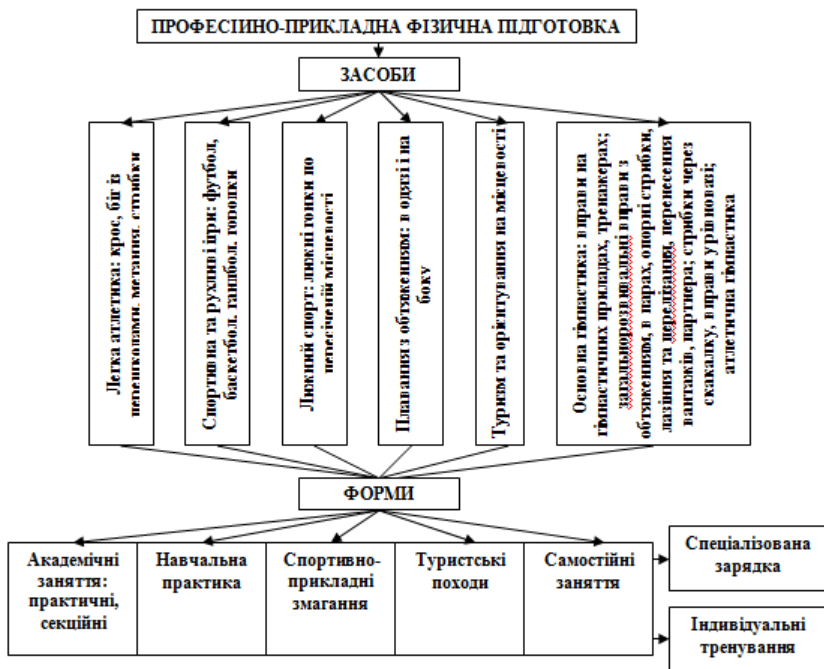 ПРОФЕСІЙНО-ПРИКЛАДНА ФІЗИЧНА ПІДГОТОВКА
ЗАСОБИ
Легка атлетика: крос, біг із
перешкодами, метання, стрибки
Спортивна та рухливі ігри: футбол,
баскетбол, гандбол, городки
Лижний спорт: лижні гонки по
пересіченій місцевості
Плавання з обтяженням: в одязі і на
боку
Туризм та орієнтування на місцевості
Основна гімнастика: вправи на
гімнастичних приладах, тренажерах;
загальнорозвивальні вправи з
обтяженням, в парах, опорні стрибки,
лазіння та перелізання, перенесення
вантажів, партнера; стрибки через
скакалку, вправи у рівновазі;
атлетична гімнастика
ФОРМИ
Академічні
заняття:
практичні,
секційні
Навчальна
практика
Спортивно-
прикладні
змагання
Туристські
походи
Самостійні
заняття
Спеціалізована
зарядка
Індивідуальні
тренування